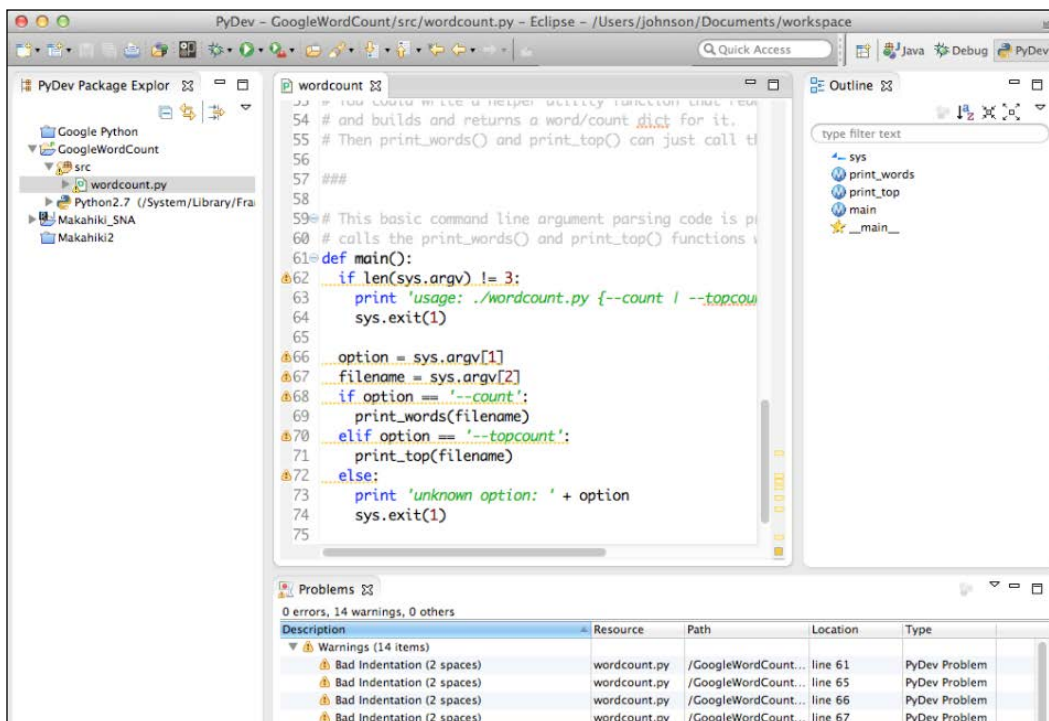 PyDev - GoogleWordCount/src/wordcount.py - Eclipse - /Users/johnson/Documents/workspace
Quick Access
Java
Debug
PyDev
PyDev Package Explor
Google Python
GoogleWordCount
src
wordcount.py
Python2.7 (/System/Library/Fra
Makahiki_SNA
Makahiki2
wordcount
53 # You could write a helper utility function that
54 # and builds and returns a word/count dict for it.
55 # Then print_words() and print_top() can just call
56
57 ###
58
59 # This basic command line argument parsing code is
60 # calls the print_words() and print_top() functions
61 def main():
62 if len(sys.argv) != 3:
63 print 'usage: ./wordcount.py {--count | --topcou
64 sys.exit(1)
65
66 option = sys.argv[1]
67 filename = sys.argv[2]
68 if option == '--count':
69 print_words(filename)
70 elif option == '--topcount':
71 print_top(filename)
72 else:
73 print 'unknown option: ' + option
74 sys.exit(1)
75
Outline
type filter text
sys
print_words
print_top
main
__main__
Problems
0 errors, 14 warnings, 0 others
Description Resource Path Location Type
Warnings (14 items)
Bad Indentation (2 spaces) wordcount.py /GoogleWordCount... line 61 PyDev Problem
Bad Indentation (2 spaces) wordcount.py /GoogleWordCount... line 65 PyDev Problem
Bad Indentation (2 spaces) wordcount.py /GoogleWordCount... line 66 PyDev Problem
Bad Indentation (2 spaces) wordcount.py /GoogleWordCount... line 67 PyDev Problem